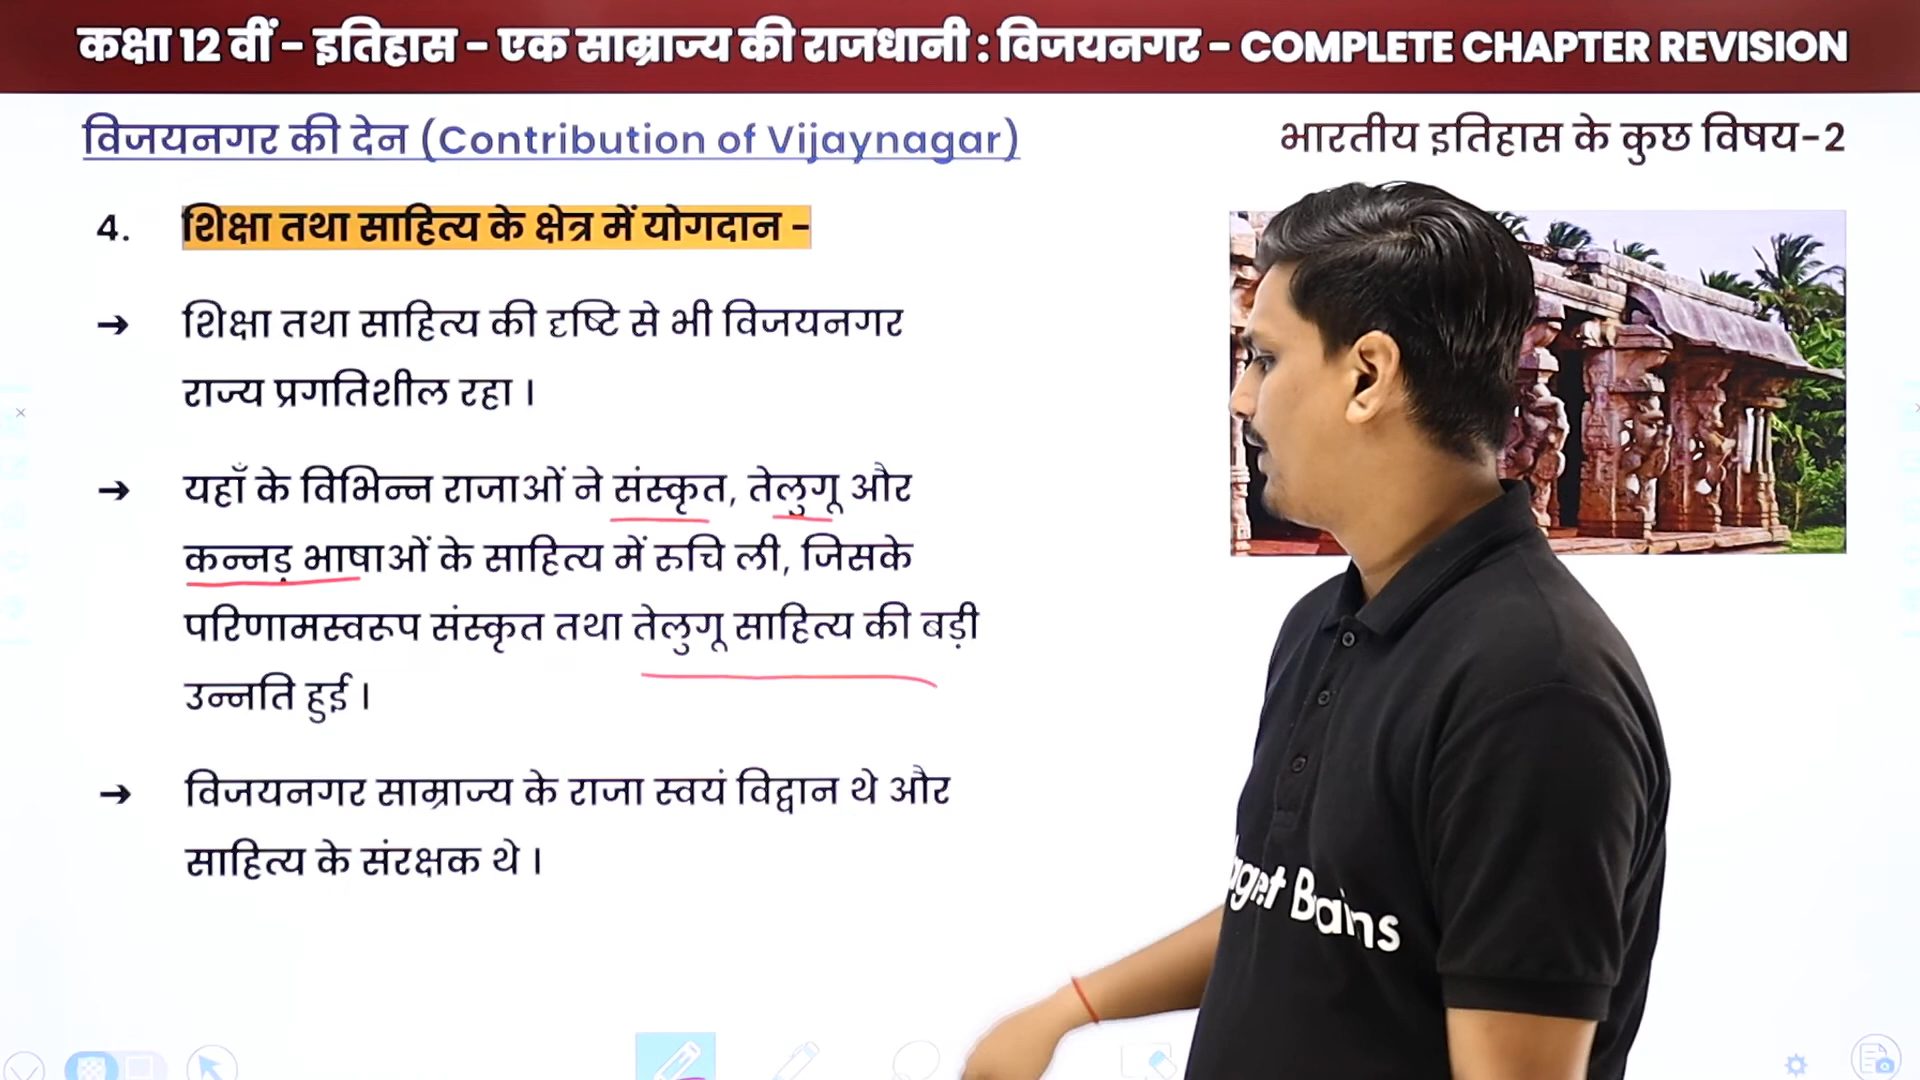 कक्षा 12 वीं - इतिहास - एक साम्राज्य की राजधानी : विजयनगर - COMPLETE CHAPTER REVISION
विजयनगर की देन (Contribution of Vijaynagar)
भारतीय इतिहास के कुछ विषय-2
4. शिक्षा तथा साहित्य के क्षेत्र में योगदान -
➔ शिक्षा तथा साहित्य की दृष्टि से भी विजयनगर
राज्य प्रगतिशील रहा ।
➔ यहाँ के विभिन्न राजाओं ने संस्कृत, तेलुगू और
कन्नड़ भाषाओं के साहित्य में रुचि ली, जिसके
परिणामस्वरूप संस्कृत तथा तेलुगू साहित्य की बड़ी
उन्नति हुई ।
➔ विजयनगर साम्राज्य के राजा स्वयं विद्वान थे और
साहित्य के संरक्षक थे ।